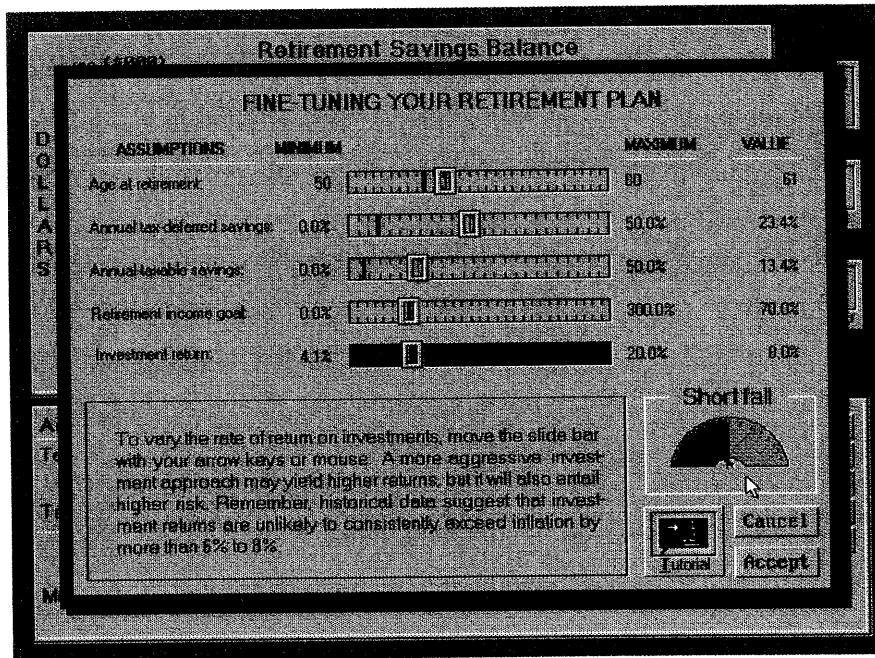 Retirement Savings Balance
FINE-TUNING YOUR RETIREMENT PLAN
DOLLARS
ASSUMPTIONS MINIMUM MAXIMUM VALUE
Age at retirement: 50 80 61
Annual tax-deferred savings: 0.0% 50.0% 23.4%
Annual taxable savings: 0.0% 50.0% 13.4%
Retirement income goal: 0.0% 300.0% 70.0%
Investment return: 4.1% 20.0% 8.0%
Short fall
To vary the rate of return on investments, move the slide bar
with your arrow keys or mouse. A more aggressive invest-
ment approach may yield higher returns, but it will also entail
higher risk. Remember, historical data suggest that invest-
ment returns are unlikely to consistently exceed inflation by
more than 6% to 8%.
Cancel
Tutorial
Accept